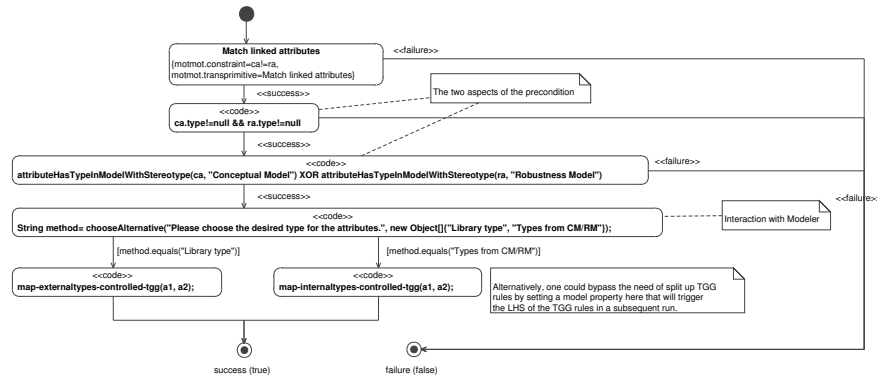 Match linked attributes
<<failure>>
{motmot.constraint=ca!=ra,
motmot.transprimitive=Match linked attributes}
<<success>>
The two aspects of the precondition
<<code>>
ca.type!=null && ra.type!=null
<<success>>
<<code>>
<<failure>>
attributeHasTypeInModelWithStereotype(ca, "Conceptual Model") XOR attributeHasTypeInModelWithStereotype(ra, "Robustness Model")
<<success>>
<<failure>>
<<code>>
String method= chooseAlternative("Please choose the desired type for the attributes.", new Object[]{"Library type", "Types from CM/RM"});
Interaction with Modeler
[method.equals("Library type")]
[method.equals("Types from CM/RM")]
<<code>>
map-externaltypes-controlled-tgg(a1, a2);
<<code>>
map-internaltypes-controlled-tgg(a1, a2);
Alternatively, one could bypass the need of split up TGG
rules by setting a model property here that will trigger
the LHS of the TGG rules in a subsequent run.
success (true)
failure (false)